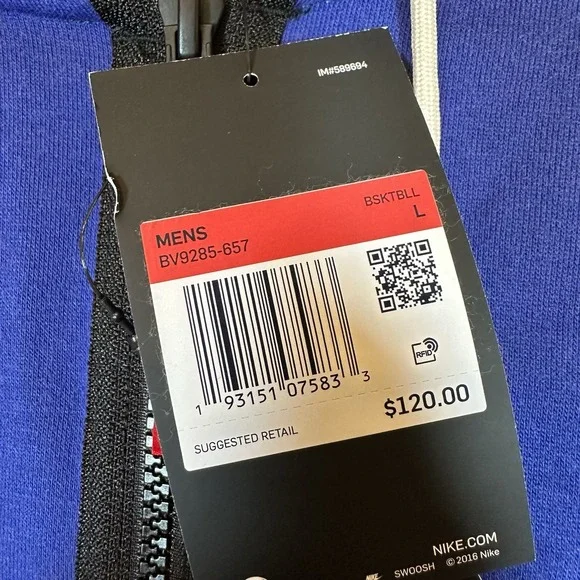 IM#589694
MENS
BSKTBLL
BV9285-657
L
1 93151 07583 3
RFID
SUGGESTED RETAIL
$120.00
NIKE.COM
SWOOSH © 2016 Nike